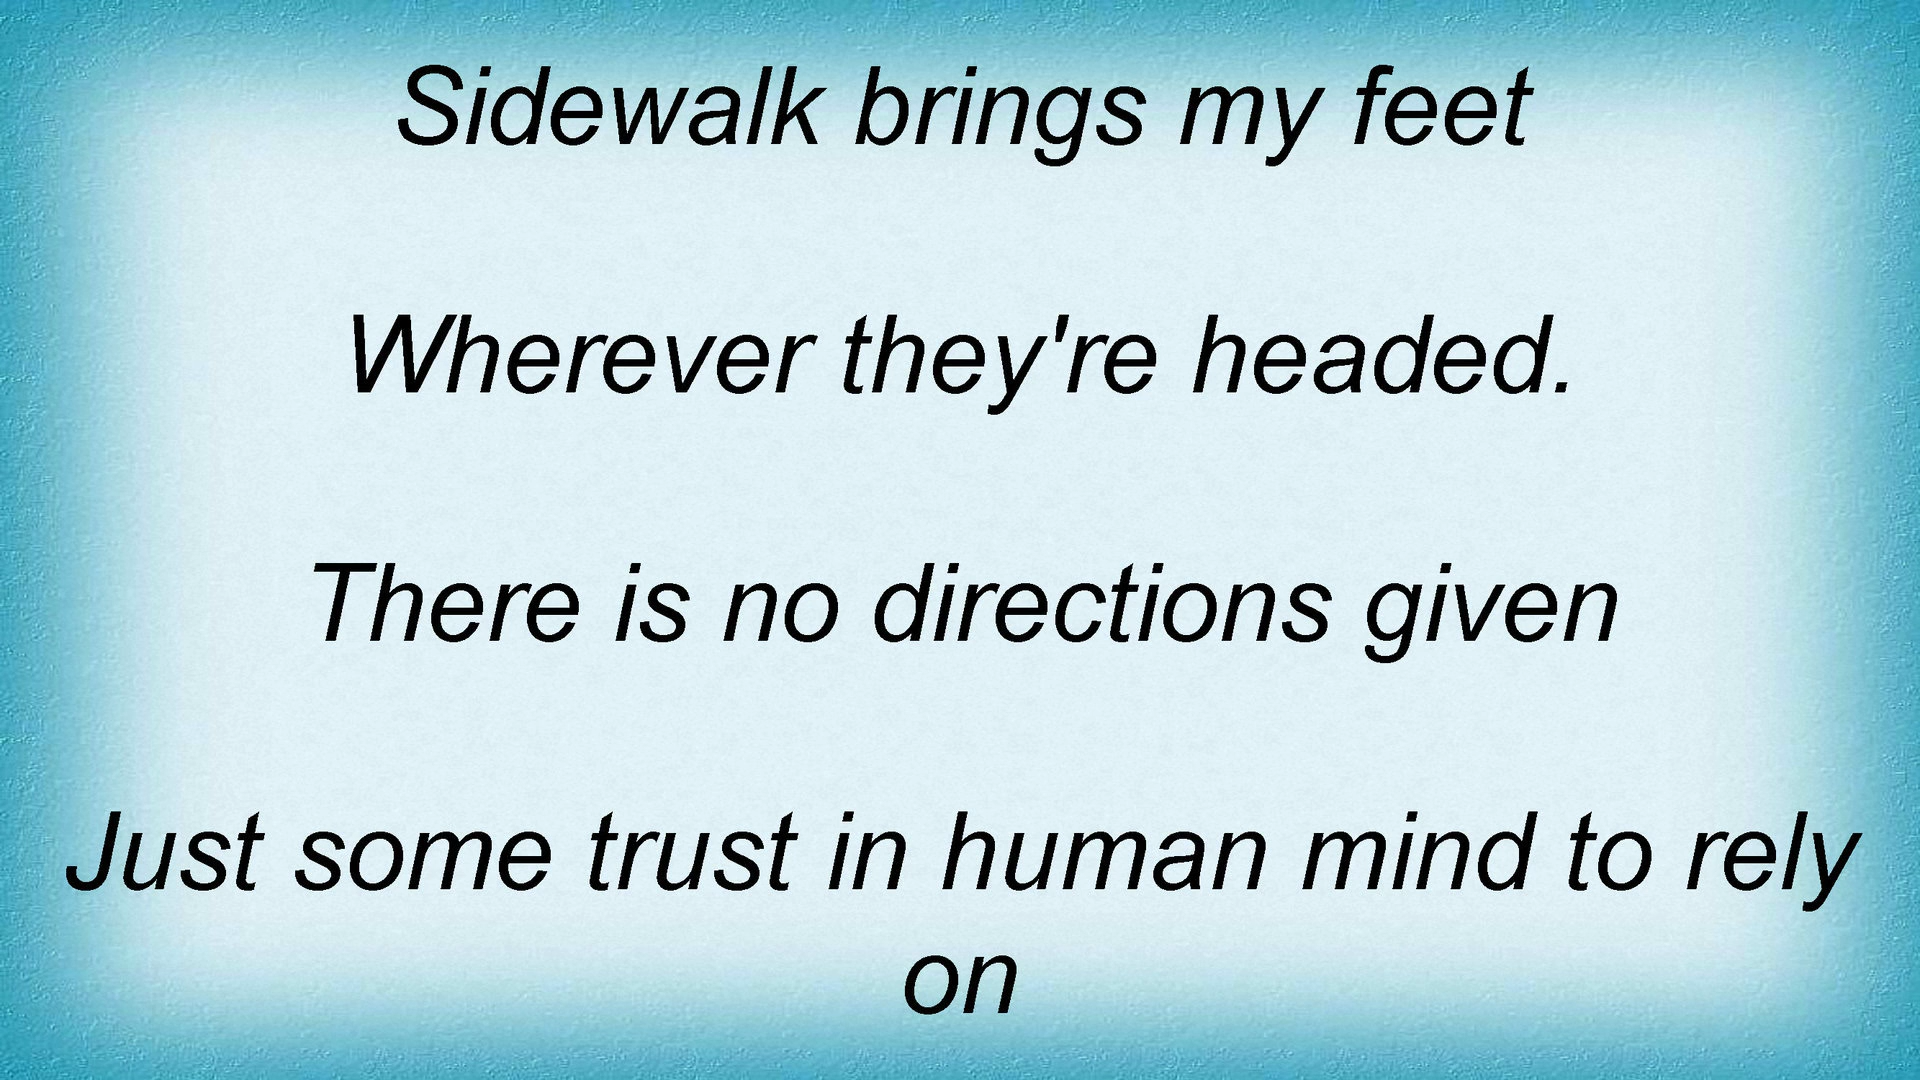 Sidewalk brings my feet
Wherever they're headed.
There is no directions given
Just some trust in human mind to rely
on